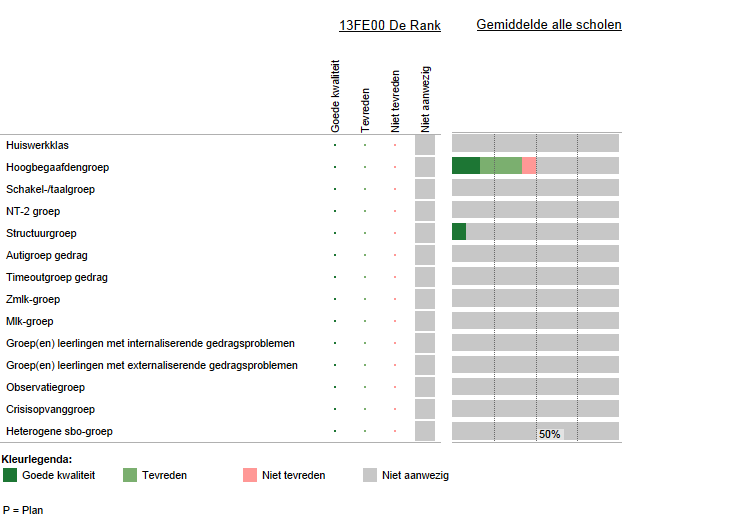 13FE00 De Rank Gemiddelde alle scholen
Goede kwaliteit Tevreden Niet tevreden Niet aanwezig
Huiswerkklas
Hoogbegaafdengroep
Schakel-/taalgroep
NT-2 groep
Structuurgroep
Autigroep gedrag
Timeoutgroep gedrag
Zmlk-groep
Mlk-groep
Groep(en) leerlingen met internaliserende gedragsproblemen
Groep(en) leerlingen met externaliserende gedragsproblemen
Observatiegroep
Crisisopvanggroep
Heterogene sbo-groep 50%
Kleurlegenda:
Goede kwaliteit Tevreden Niet tevreden Niet aanwezig
P = Plan